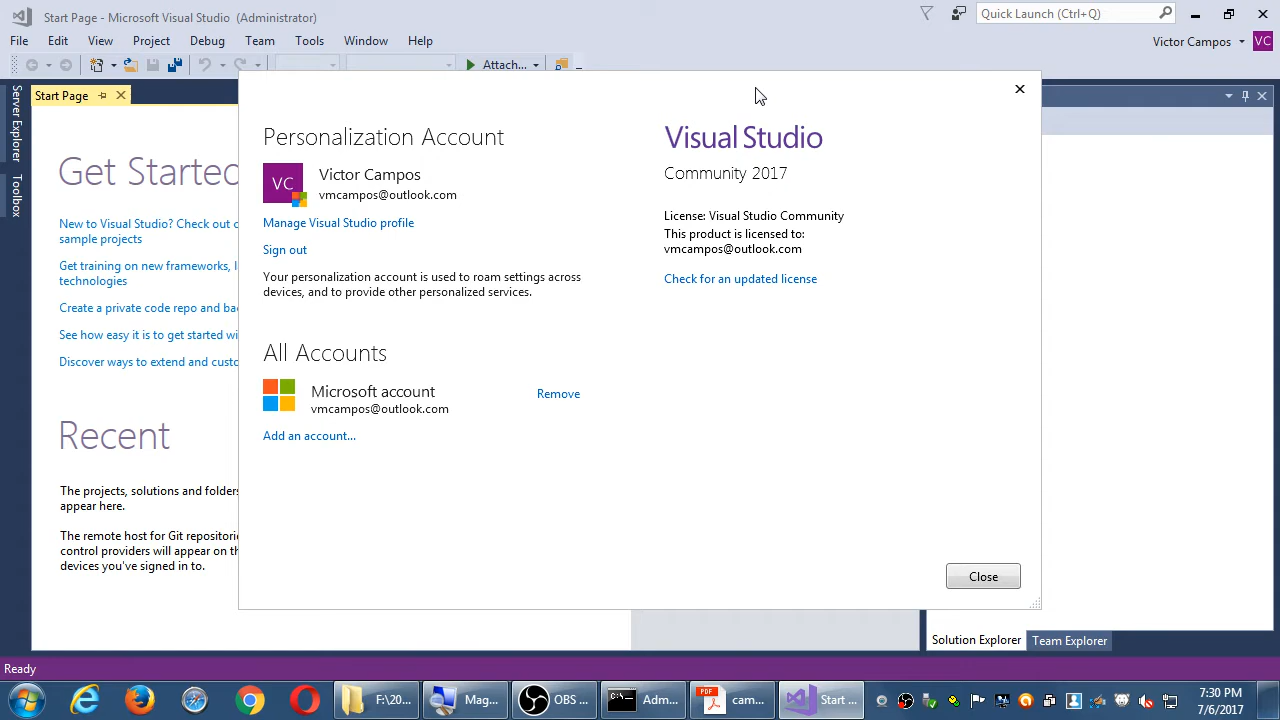 Start Page - Microsoft Visual Studio (Administrator)
Quick Launch (Ctrl+Q)
File Edit View Project Debug Team Tools Window Help
Victor Campos VC
Attach...
Server Explorer
Toolbox
Start Page
Get Started
New to Visual Studio? Check out c
sample projects
Get training on new frameworks, l
technologies
Create a private code repo and bac
See how easy it is to get started wi
Discover ways to extend and custo
Recent
The projects, solutions and folders
appear here.
The remote host for Git repositorie
control providers will appear on th
devices you've signed in to.
Personalization Account
VC
Victor Campos
vmcampos@outlook.com
Manage Visual Studio profile
Sign out
Your personalization account is used to roam settings across
devices, and to provide other personalized services.
All Accounts
Microsoft account
vmcampos@outlook.com
Remove
Add an account...
Visual Studio
Community 2017
License: Visual Studio Community
This product is licensed to:
vmcampos@outlook.com
Check for an updated license
Close
Solution Explorer Team Explorer
Ready
F:\20... Mag... OBS ... C:\ Adm... PDF cam... Start ...
7:30 PM
7/6/2017